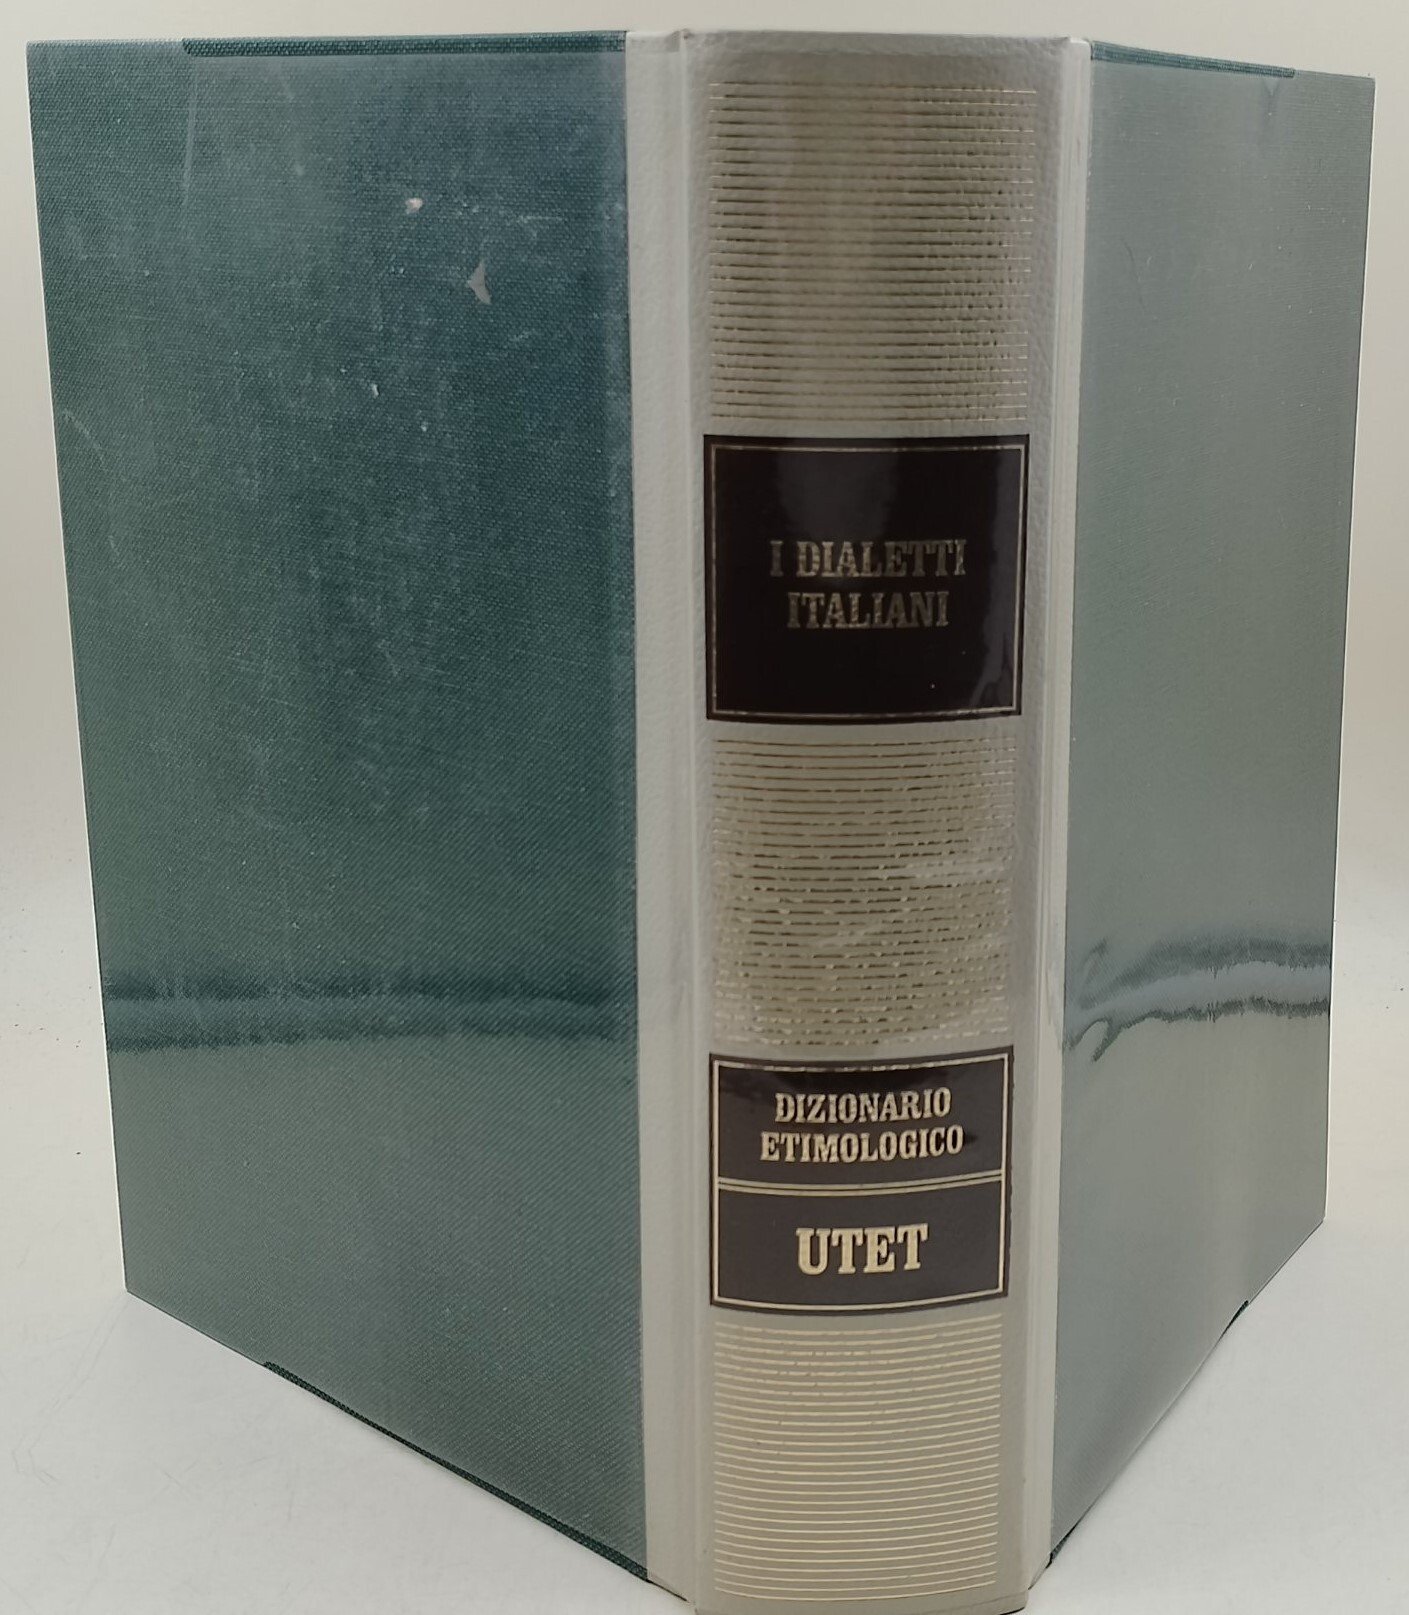 I DIALETTI
ITALIANI
DIZIONARIO
ETIMOLOGICO
UTET